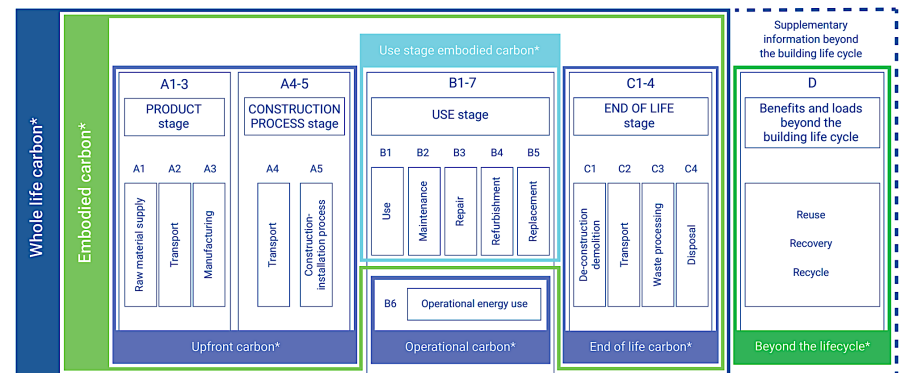 Supplementary
information beyond
the building life cycle
Use stage embodied carbon*
Whole life carbon*
Embodied carbon*
A1-3
PRODUCT
stage
A4-5
CONSTRUCTION
PROCESS stage
B1-7
USE stage
C1-4
END OF LIFE
stage
D
Benefits and loads
beyond the
building life cycle
A1
A2
A3
A4
A5
B1
B2
B3
B4
B5
C1
C2
C3
C4
Raw material supply
Transport
Manufacturing
Transport
Construction-
installation process
Use
Maintenance
Repair
Refurbishment
Replacement
De-construction
demolition
Transport
Waste processing
Disposal
Reuse
Recovery
Recycle
B6
Operational energy use
Upfront carbon*
Operational carbon*
End of life carbon*
Beyond the lifecycle*